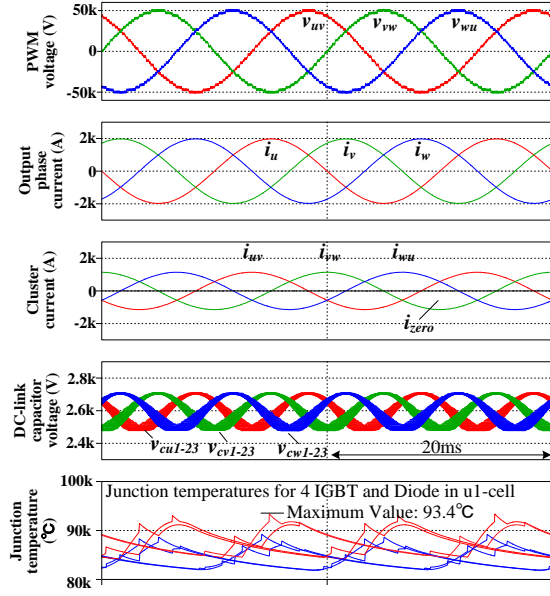 50k
0
-50k
PWM
voltage (V)
v_uv
v_vw
v_wu
2k
0
-2k
Output
phase
current (A)
i_u
i_v
i_w
2k
0
-2k
Cluster
current (A)
i_uv
i_vw
i_wu
i_zero
2.8k
2.6k
2.4k
DC-link
capacitor
voltage (V)
v_cu1-23
v_cv1-23
v_cw1-23
20ms
100k
90k
80k
Junction
temperature
(℃)
Junction temperatures for 4 IGBT and Diode in u1-cell
Maximum Value: 93.4℃